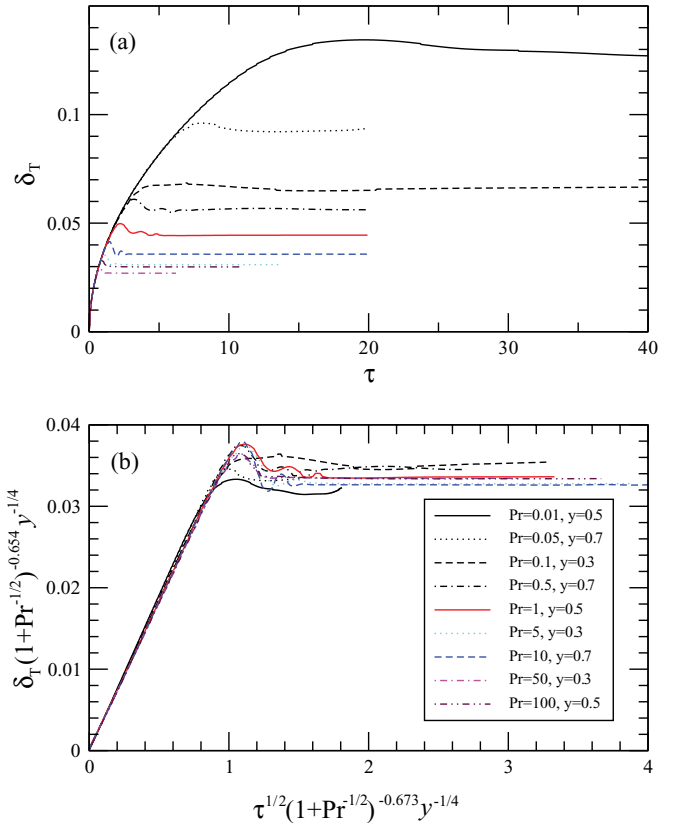 (a)
0.1
0.05
0
δ_T
0 10 20 30 40
τ
(b)
0.04
0.03
0.02
0.01
0
δ_T(1+Pr^{-1/2})^{-0.654}y^{-1/4}
Pr=0.01, y=0.5
Pr=0.05, y=0.7
Pr=0.1, y=0.3
Pr=0.5, y=0.7
Pr=1, y=0.5
Pr=5, y=0.3
Pr=10, y=0.7
Pr=50, y=0.3
Pr=100, y=0.5
0 1 2 3 4
τ^{1/2}(1+Pr^{-1/2})^{-0.673}y^{-1/4}